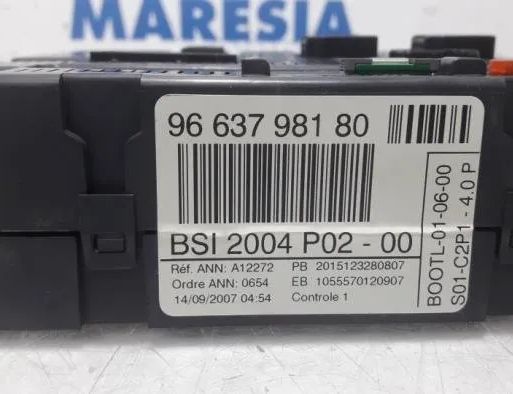 MARESIA
96 637 981 80
BSI 2004 P02 - 00
Réf. ANN: A12272 PB 2015123280807
Ordre ANN: 0654 EB 1055570120907
14/09/2007 04:54 Controle 1
BOOTL-01-06-00
S01-C2P1 - 4.0 P